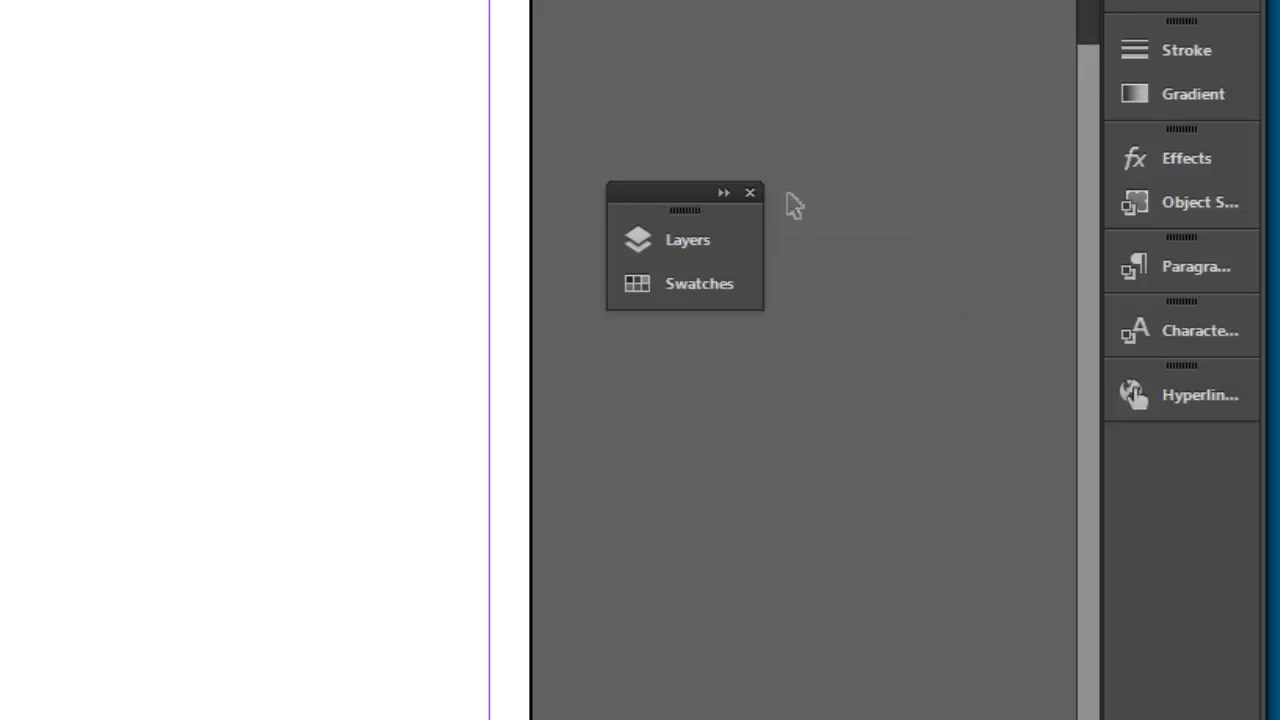 Stroke
Gradient
Effects
Object S...
Paragra...
Characte...
Hyperlin...
Layers
Swatches